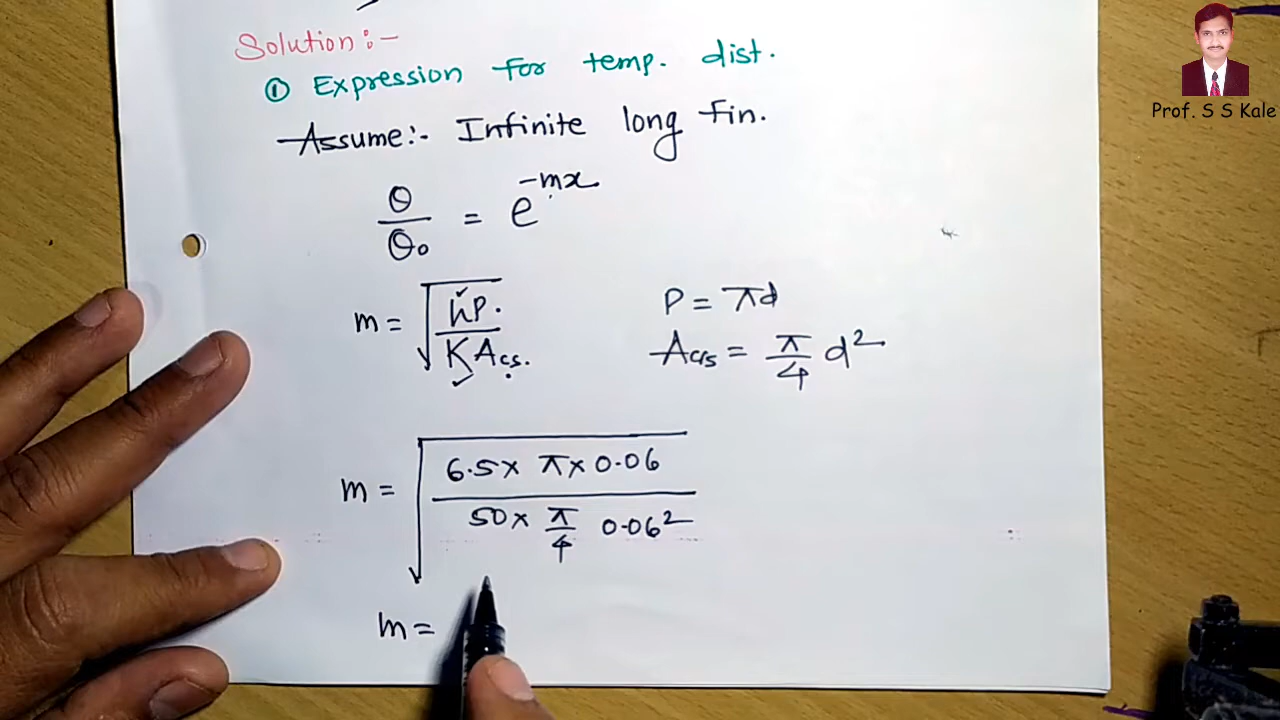 Solution :-
① Expression for temp. dist.
Assume:- Infinite long Fin.
θ/θ₀ = e^-mx
m = √(hP. / KAcs.)
P = πd
Ac/s = π/4 d²
m = √(6.5 x π x 0.06 / 50 x π/4 0.06²)
m =
Prof. S S Kale